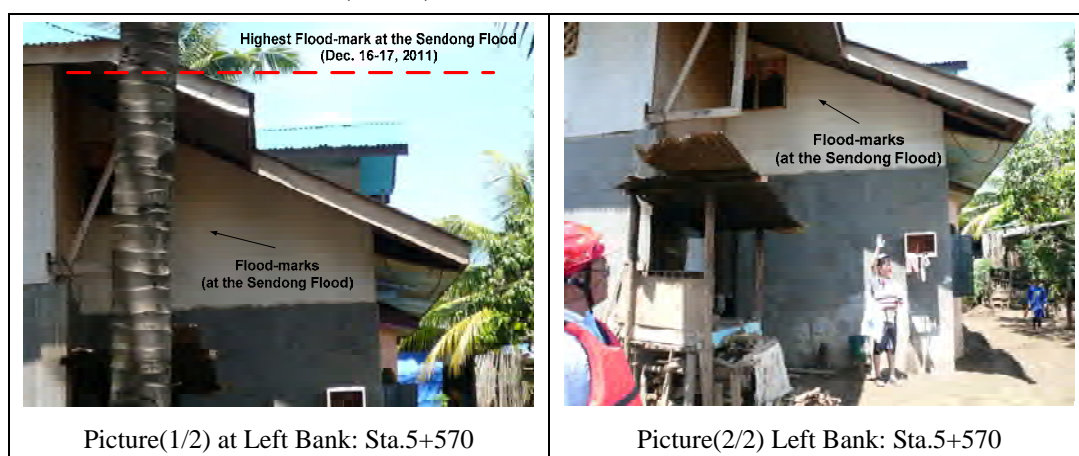 Highest Flood-mark at the Sendong Flood
(Dec. 16-17, 2011)
Flood-marks
(at the Sendong Flood)
Flood-marks
(at the Sendong Flood)
Picture(1/2) at Left Bank: Sta.5+570
Picture(2/2) Left Bank: Sta.5+570